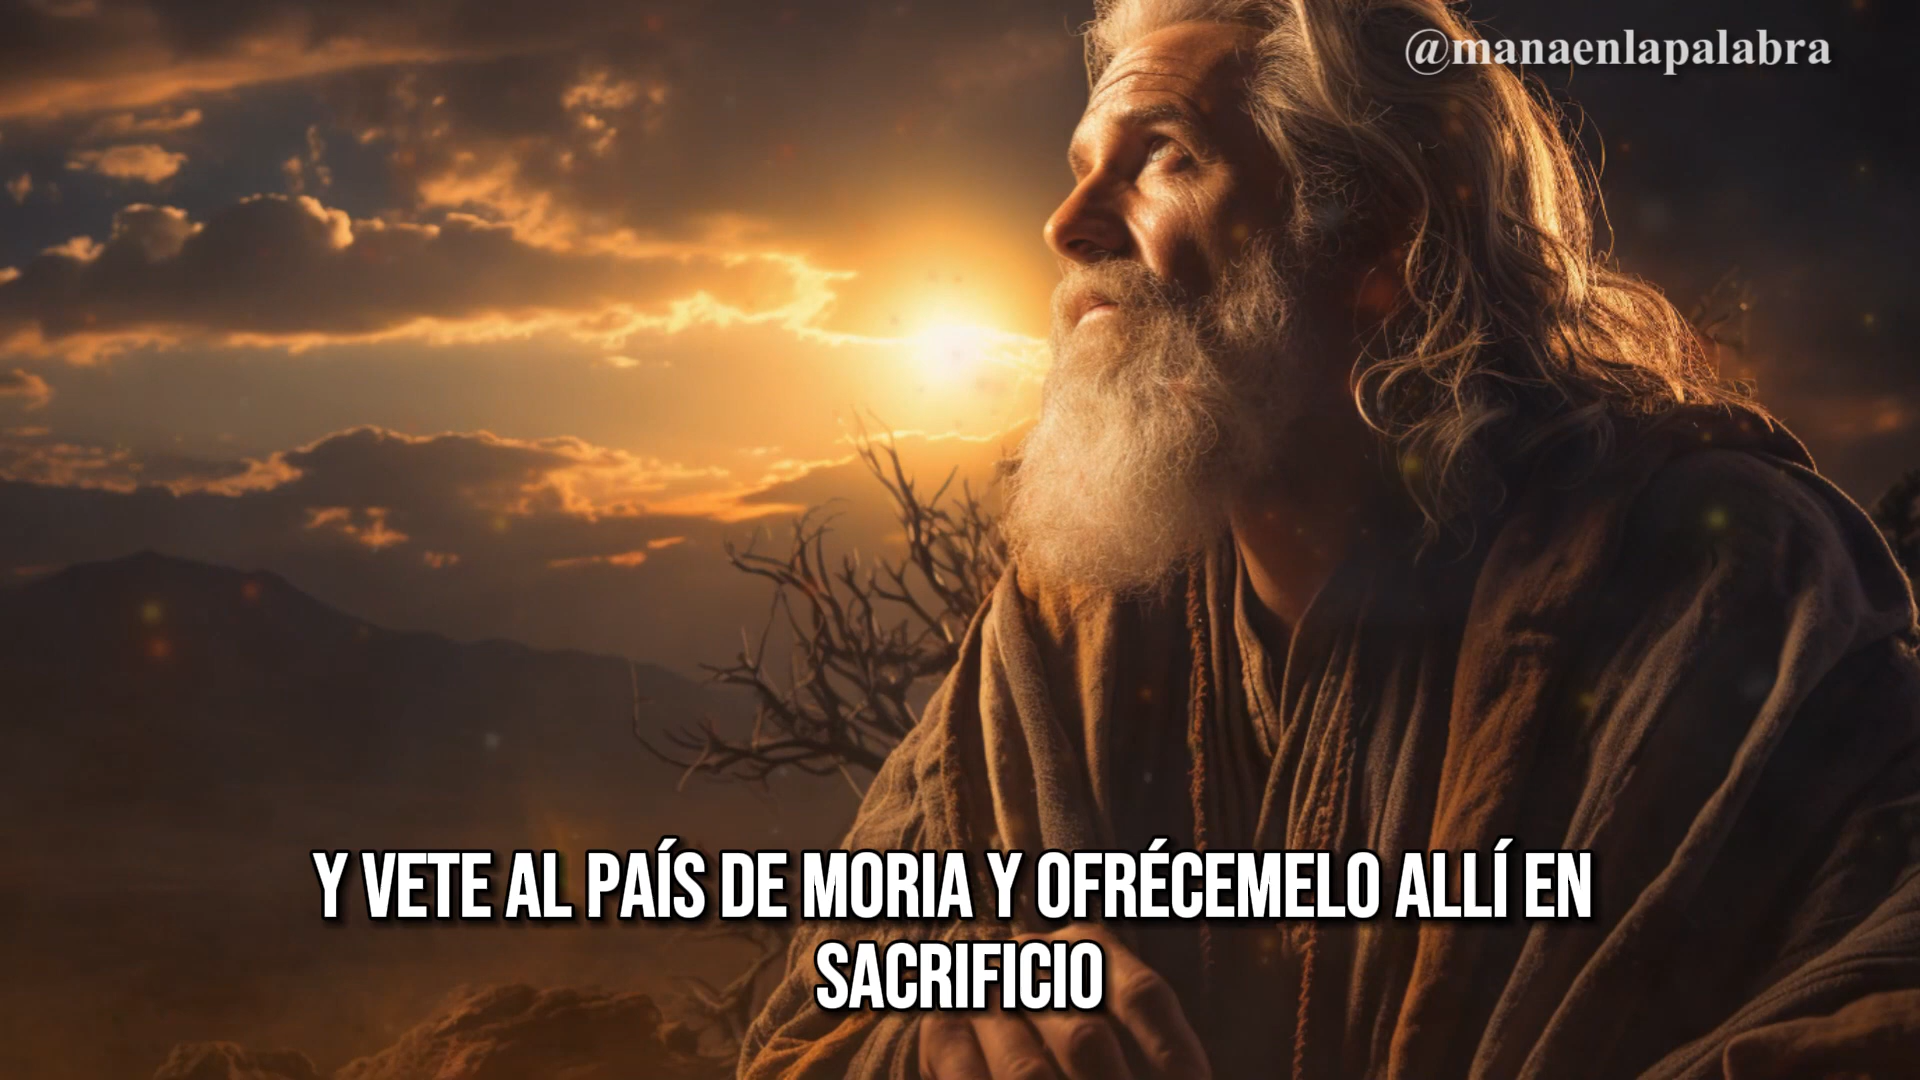 @manaenlapalabra
Y VETE AL PAÍS DE MORIA Y OFRÉCEMELO ALLÍ EN
SACRIFICIO